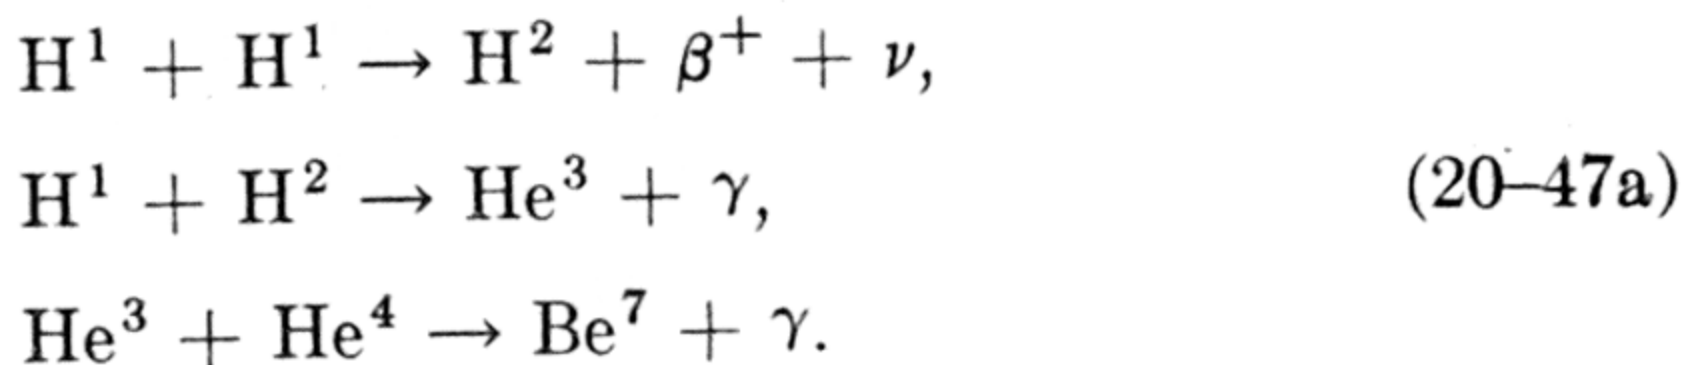 H¹ + H¹ → H² + β⁺ + ν,
H¹ + H² → He³ + γ, (20–47a)
He³ + He⁴ → Be⁷ + γ.